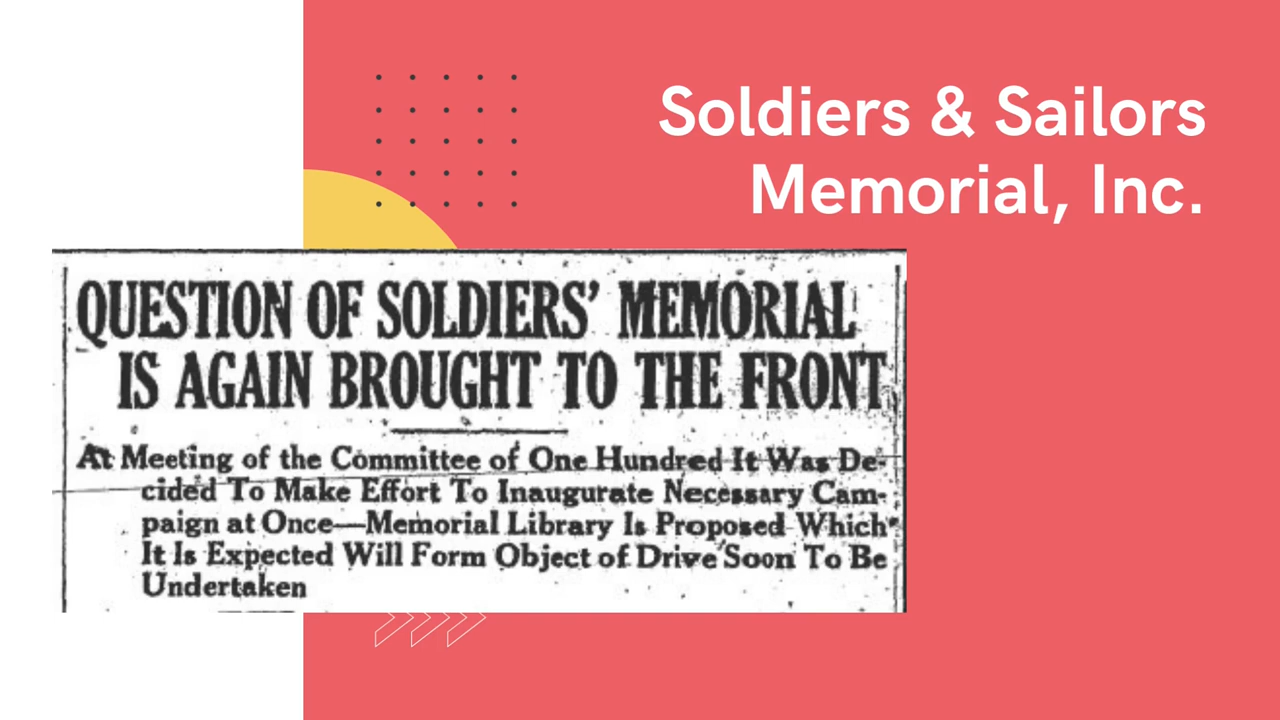 Soldiers & Sailors
Memorial, Inc.
QUESTION OF SOLDIERS' MEMORIAL
IS AGAIN BROUGHT TO THE FRONT
At Meeting of the Committee of One Hundred It Was De-
cided To Make Effort To Inaugurate Necessary Cam-
paign at Once—Memorial Library Is Proposed Which
It Is Expected Will Form Object of Drive Soon To Be
Undertaken